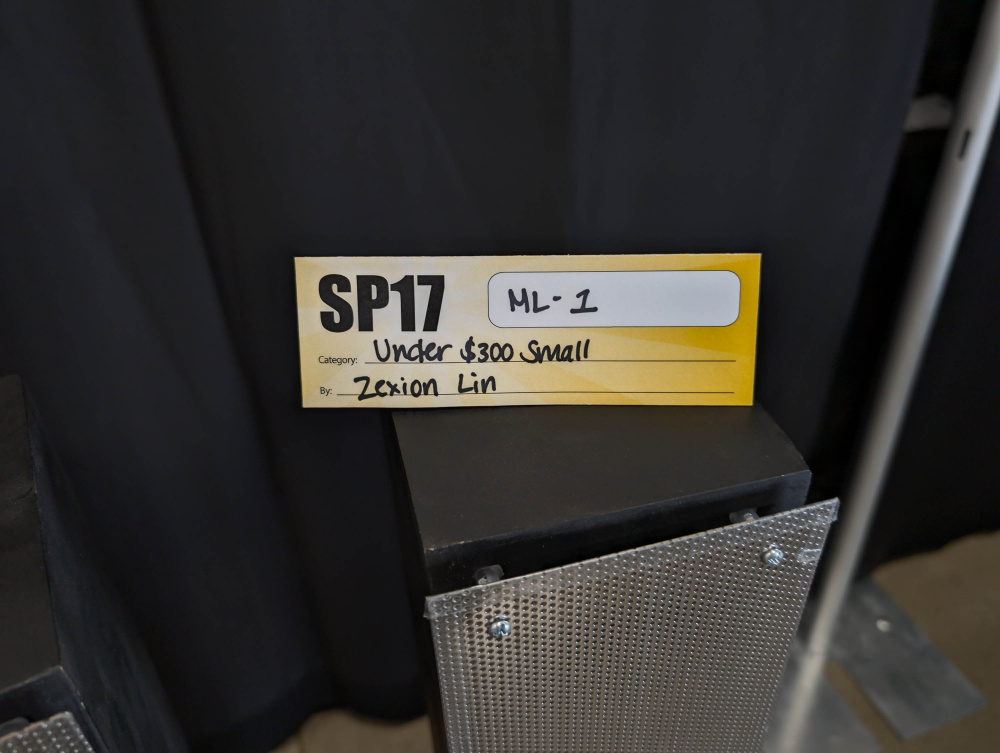 SP17
ML-1
Category: Under $300 Small
By: Zexion Lin